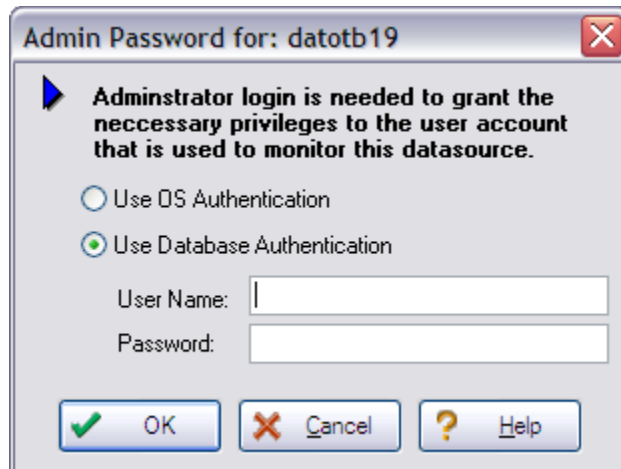 Admin Password for: datotb19
Adminstrator login is needed to grant the
neccessary privileges to the user account
that is used to monitor this datasource.
Use OS Authentication
Use Database Authentication
User Name:
Password:
OK
Cancel
Help